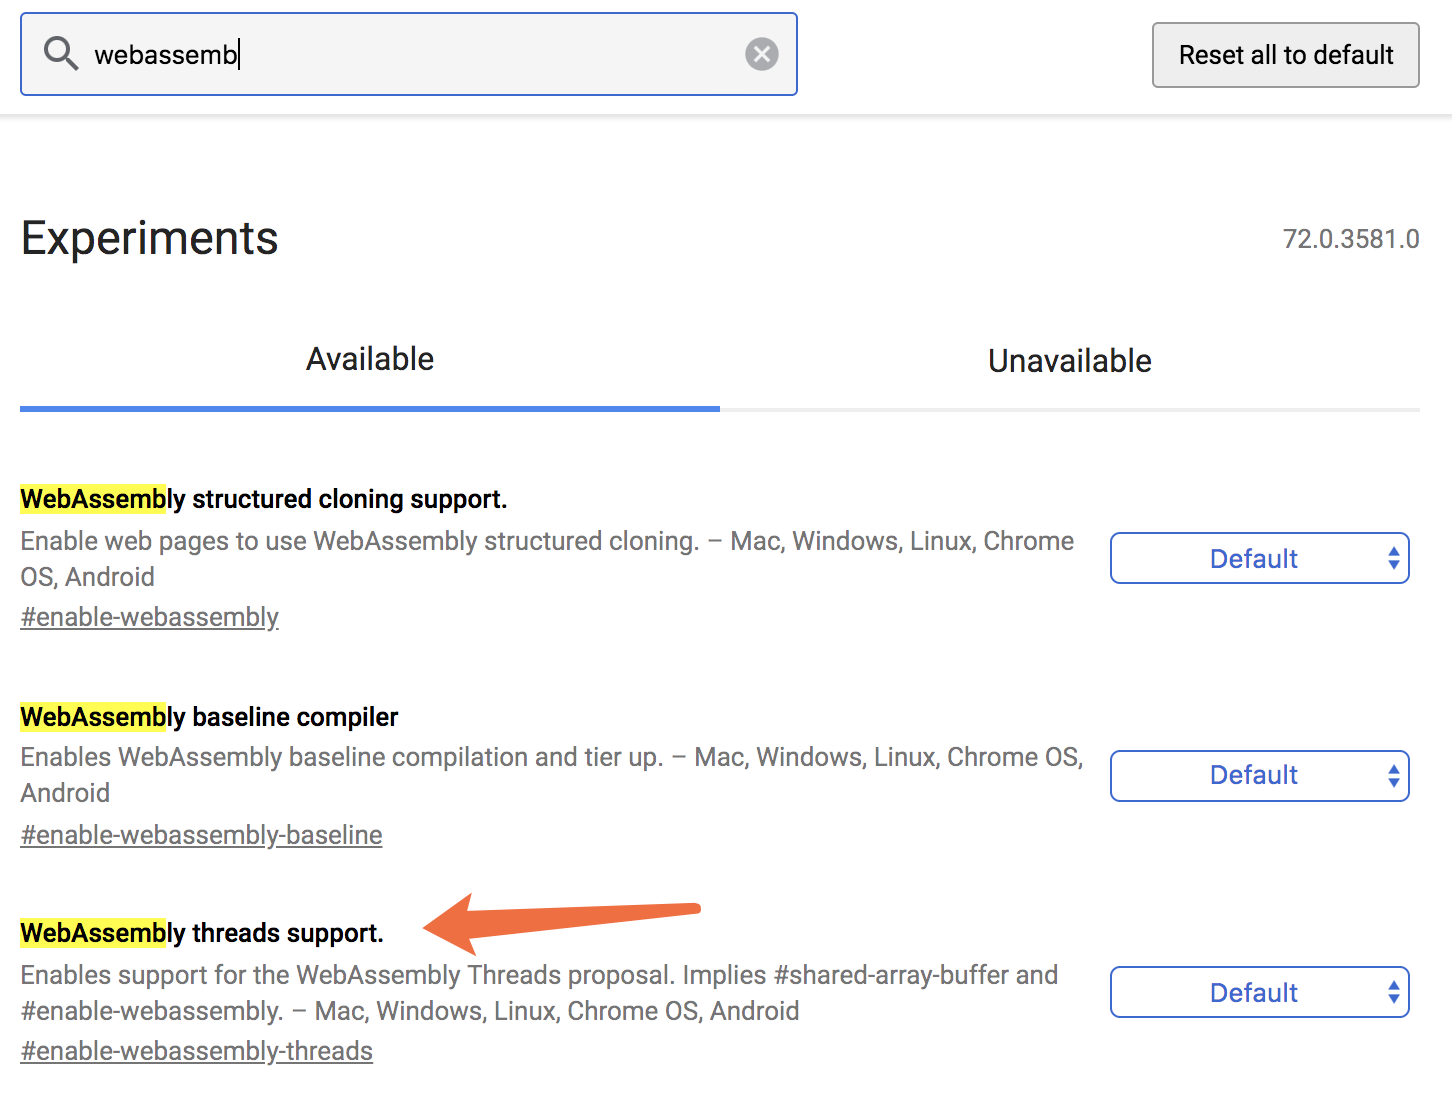 webassemb
Reset all to default
Experiments
72.0.3581.0
Available
Unavailable
WebAssembly structured cloning support.
Enable web pages to use WebAssembly structured cloning. – Mac, Windows, Linux, Chrome
OS, Android
#enable-webassembly
Default
WebAssembly baseline compiler
Enables WebAssembly baseline compilation and tier up. – Mac, Windows, Linux, Chrome OS,
Android
#enable-webassembly-baseline
Default
WebAssembly threads support.
Enables support for the WebAssembly Threads proposal. Implies #shared-array-buffer and
#enable-webassembly. – Mac, Windows, Linux, Chrome OS, Android
#enable-webassembly-threads
Default